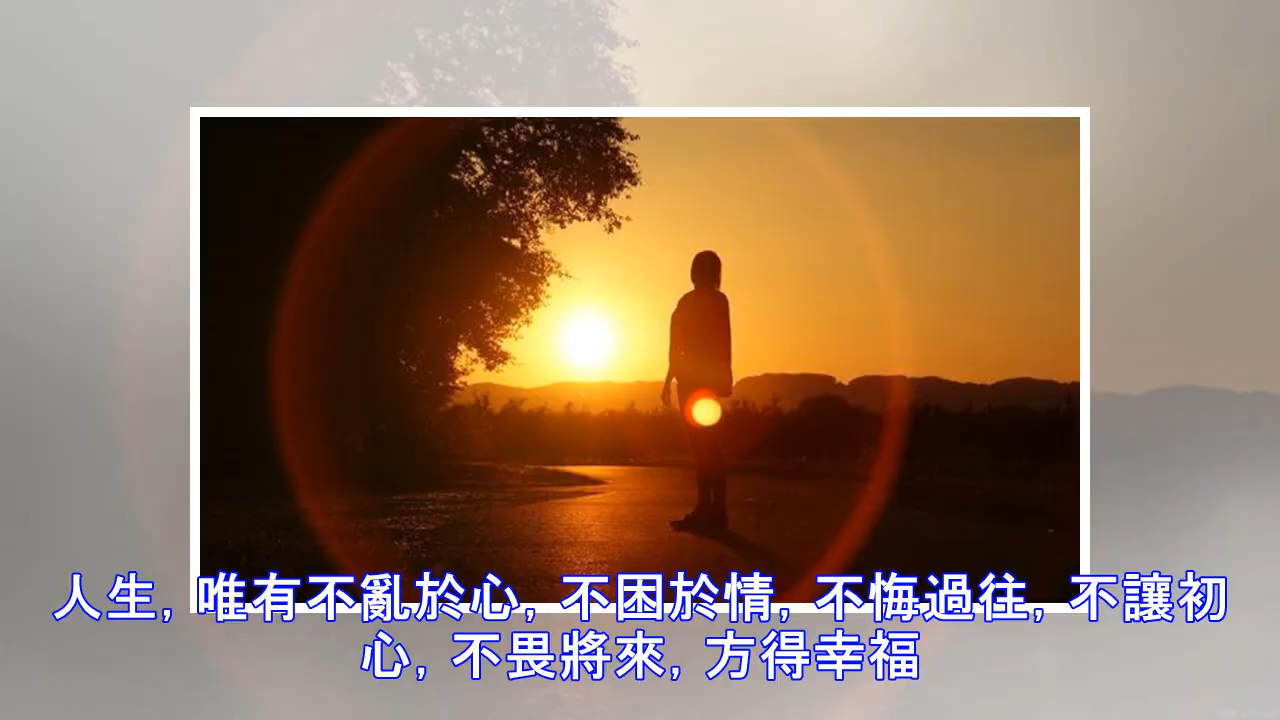 人生, 唯有不亂於心, 不困於情, 不悔過往, 不讓初
心, 不畏將來, 方得幸福